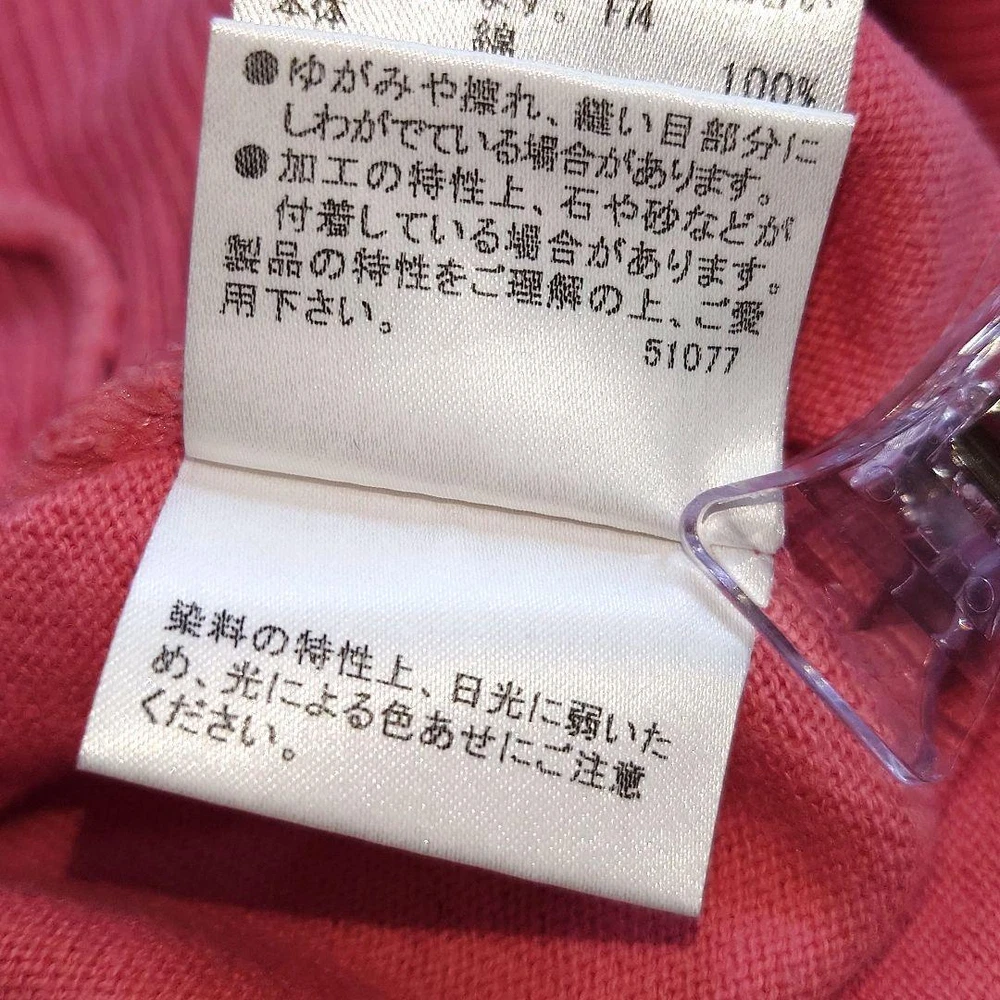 本体
ます。 F74
綿 100%
●ゆがみや擦れ、縫い目部分に
しわがでている場合があります。
●加工の特性上、石や砂などが
付着している場合があります。
製品の特性をご理解の上、ご愛
用下さい。
51077
染料の特性上、日光に弱いた
め、光による色あせにご注意
ください。